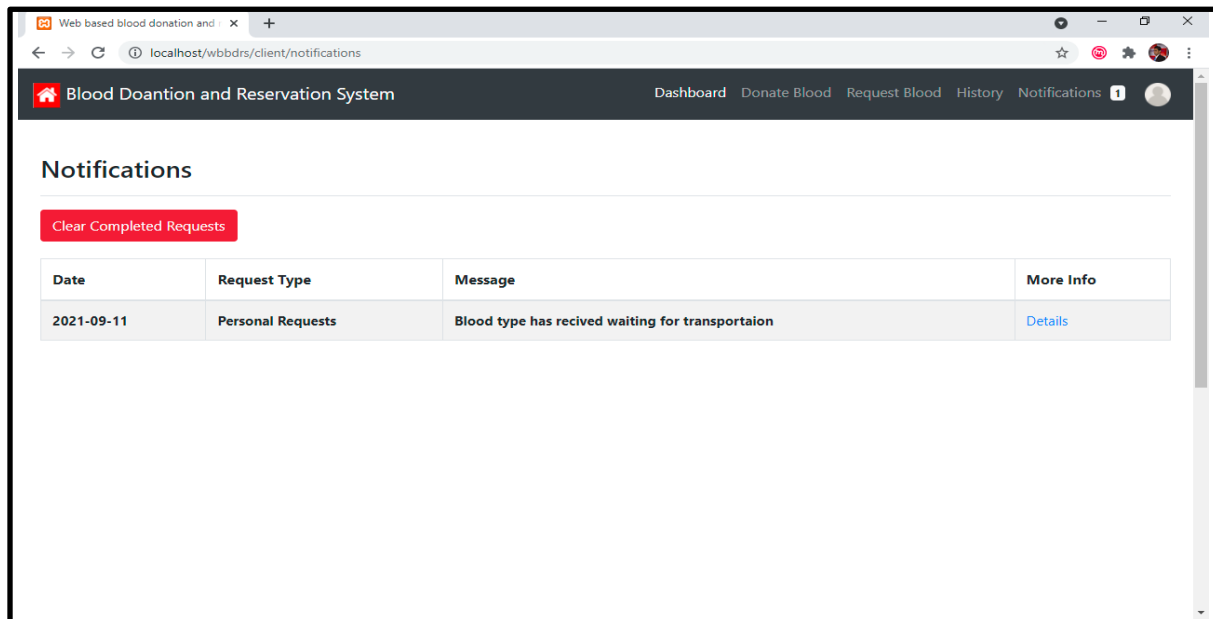 Web based blood donation and r
localhost/wbbdrs/client/notifications
Blood Doantion and Reservation System Dashboard Donate Blood Request Blood History Notifications 1
Notifications
Clear Completed Requests
Date Request Type Message More Info
2021-09-11 Personal Requests Blood type has recived waiting for transportaion Details